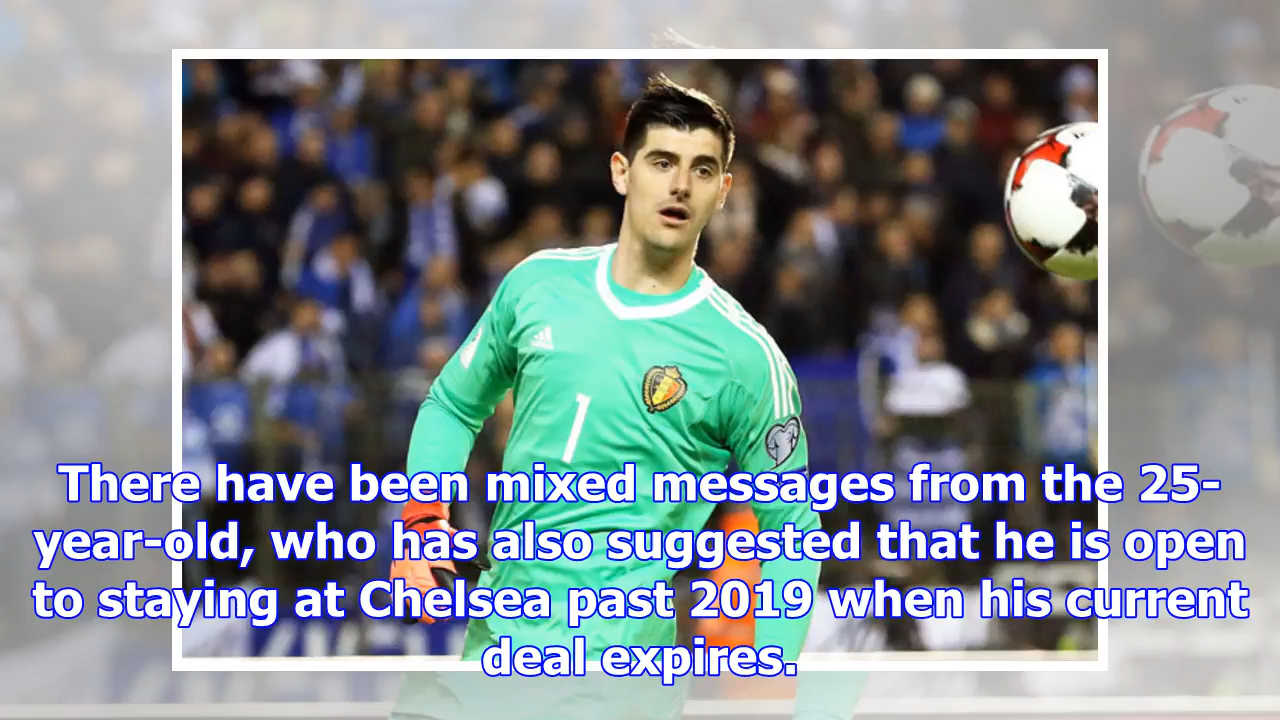 1
There have been mixed messages from the 25-
year-old, who has also suggested that he is open
to staying at Chelsea past 2019 when his current
deal expires.